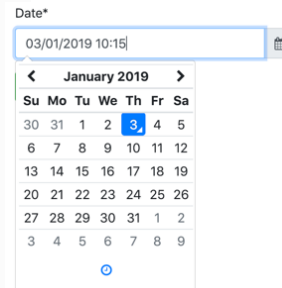 Date*
03/01/2019 10:15
January 2019
Su Mo Tu We Th Fr Sa
30 31 1 2 3 4 5
6 7 8 9 10 11 12
13 14 15 16 17 18 19
20 21 22 23 24 25 26
27 28 29 30 31 1 2
3 4 5 6 7 8 9